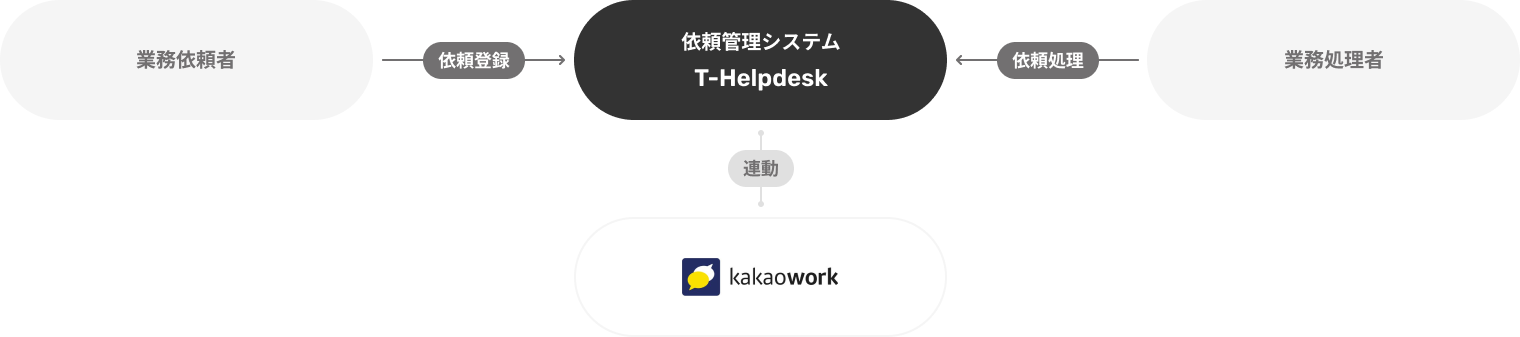 業務依頼者
依頼登録
依頼管理システム
T-Helpdesk
依頼処理
業務処理者
連動
kakaowork